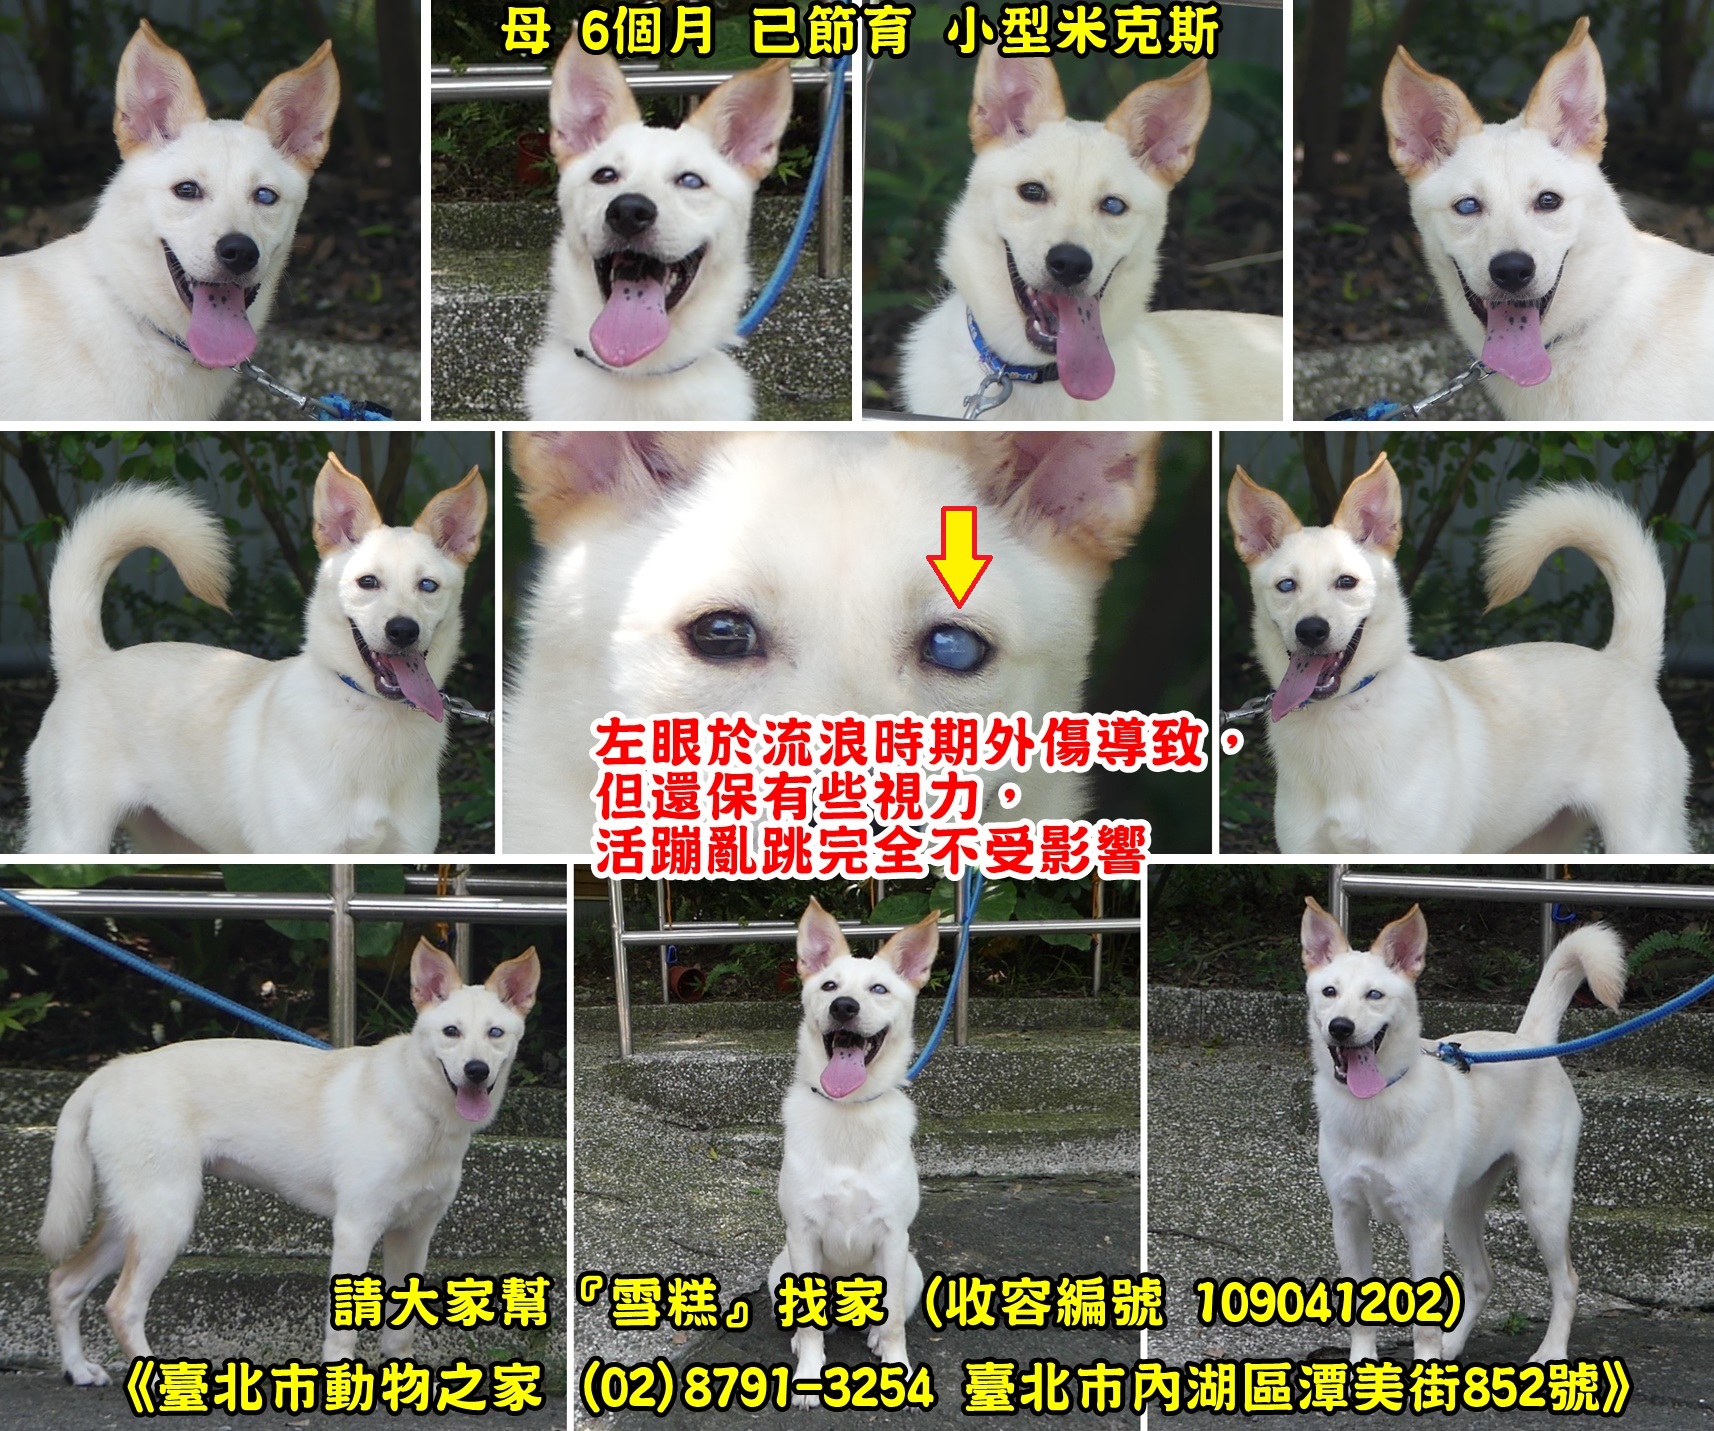 母 6個月 已節育 小型米克斯
左眼於流浪時期外傷導致，
但還保有些視力，
活蹦亂跳完全不受影響
請大家幫『雪糕』找家 (收容編號 109041202)
《臺北市動物之家 (02)8791-3254 臺北市內湖區潭美街852號》